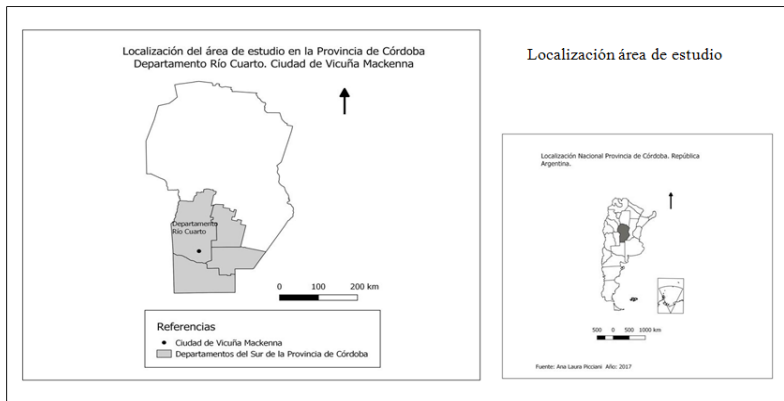 Localización del área de estudio en la Provincia de Córdoba
Departamento Río Cuarto. Ciudad de Vicuña Mackenna
Departamento
Río Cuarto
0 100 200 km
Referencias
Ciudad de Vicuña Mackenna
Departamentos del Sur de la Provincia de Córdoba
Localización área de estudio
Localización Nacional Provincia de Córdoba. República
Argentina.
500 0 500 1000 km
Fuente: Ana Laura Picciani Año: 2017